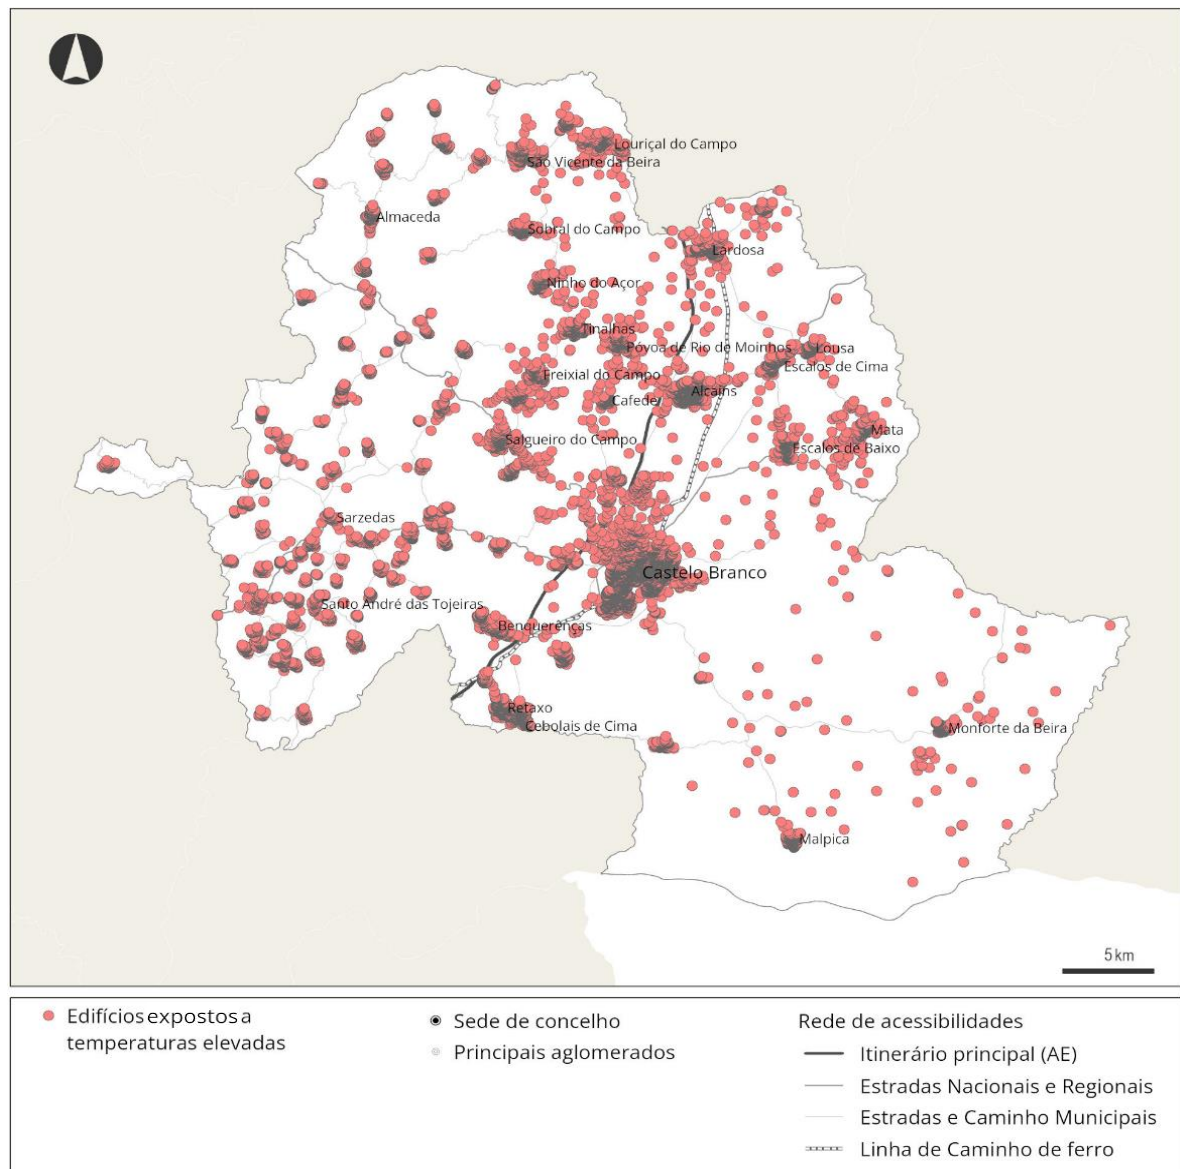 Louriçal do Campo
São Vicente da Beira
Almaceda
Sobral do Campo
Lardosa
Ninho do Açor
Tinalhas
Póvoa de Rio de Moinhos
Lousa
Escalos de Cima
Freixial do Campo
Alcains
Cafede
Mata
Salgueiro do Campo
Escalos de Baixo
Sarzedas
Castelo Branco
Santo André das Tojeiras
Benquerenças
Retaxo
Cebolais de Cima
Monforte da Beira
Malpica
5 km
Edifícios expostos a
temperaturas elevadas
Sede de concelho
Principais aglomerados
Rede de acessibilidades
Itinerário principal (AE)
Estradas Nacionais e Regionais
Estradas e Caminho Municipais
Linha de Caminho de ferro